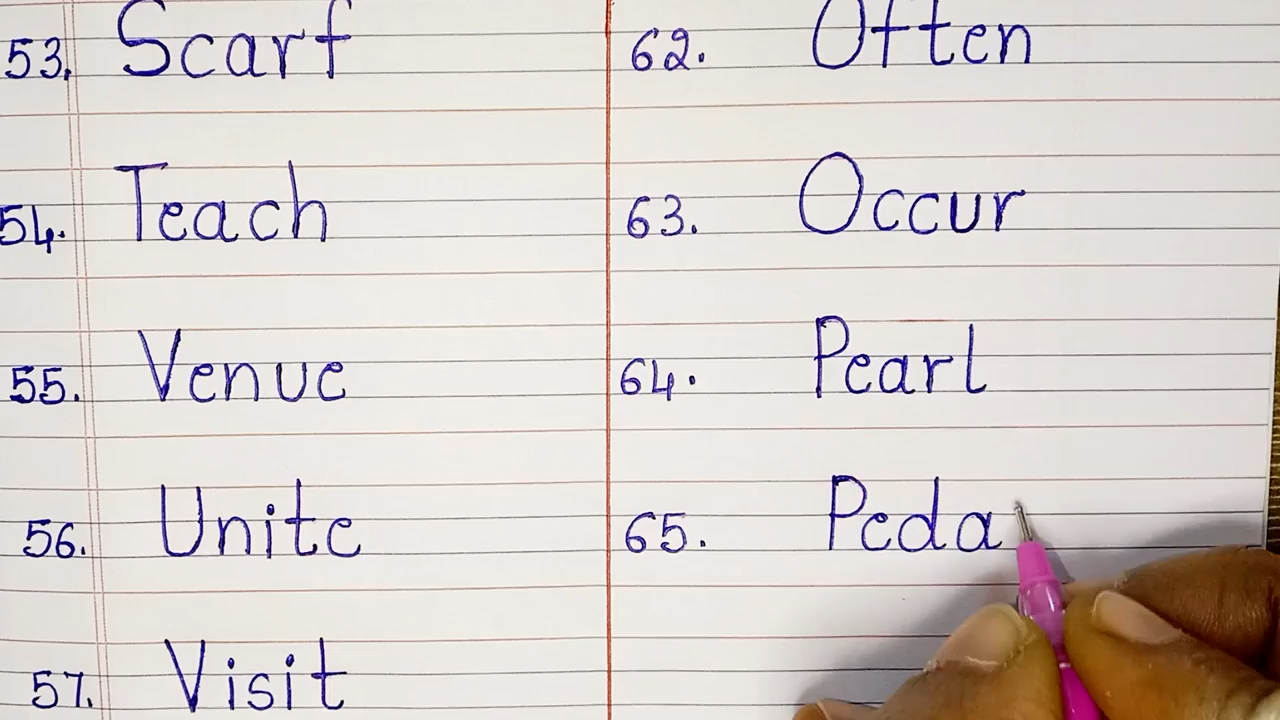 53. Scarf
54. Teach
55. Venue
56. Unite
57. Visit
62. Often
63. Occur
64. Pearl
65. Peda